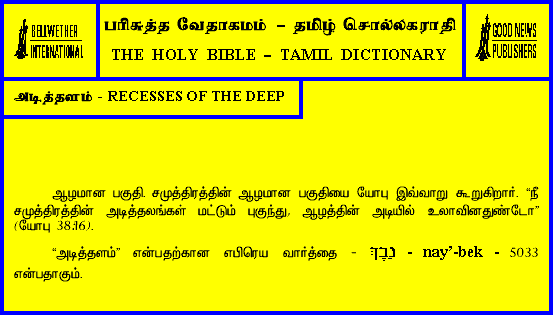 BELLWETHER
INTERNATIONAL
பரிசுத்த வேதாகமம் – தமிழ் சொல்லகராதி
THE HOLY BIBLE – TAMIL DICTIONARY
GOOD NEWS
PUBLISHERS
அடித்தளம் - RECESSES OF THE DEEP
ஆழமான பகுதி. சமுத்திரத்தின் ஆழமான பகுதியை யோபு இவ்வாறு கூறுகிறார். “நீ
சமுத்திரத்தின் அடித்தலங்கள் மட்டும் புகுந்து, ஆழத்தின் அடியில் உலாவினதுண்டோ”
(யோபு 38:16).
“அடித்தளம்” என்பதற்கான எபிரெய வார்த்தை - נֵבֶךְ - nay’-bek - 5033
என்பதாகும்.